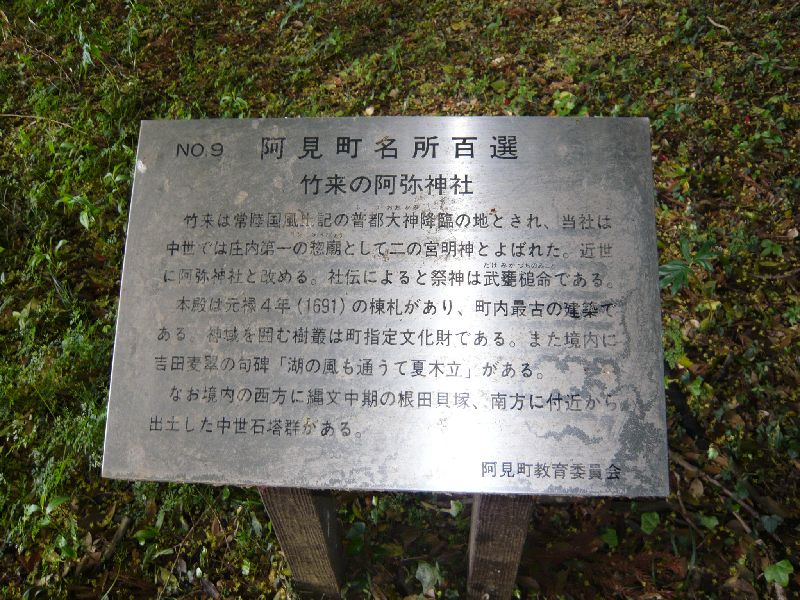 NO.9 阿見町名所百選
竹来の阿弥神社
竹来は常陸国風土記の普都大神降臨の地とされ、当社は
中世では庄内第一の惣廟として二の宮明神とよばれた。近世
に阿弥神社と改める。社伝によると祭神は武甕槌命である。
本殿は元禄4年(1691)の棟札があり、町内最古の建築で
ある。神域を囲む樹叢は町指定文化財である。また境内に
吉田麦翠の句碑「湖の風も通うて夏木立」がある。
なお境内の西方に縄文中期の根田貝塚、南方に付近から
出土した中世石塔群がある。
阿見町教育委員会